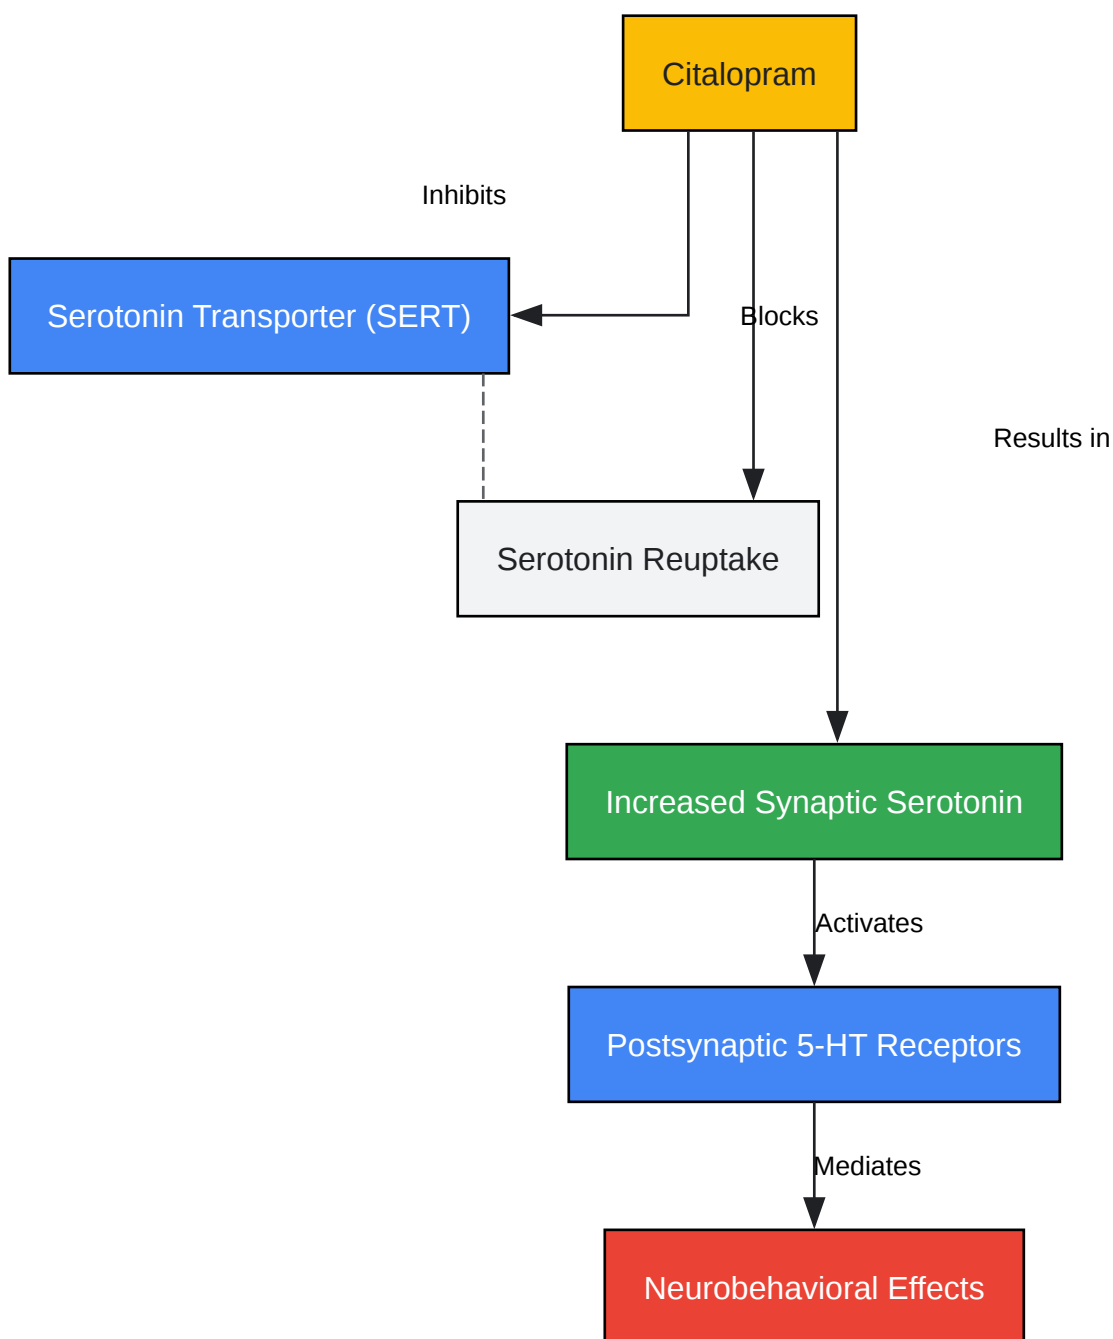 Citalopram
Inhibits
Serotonin Transporter (SERT)
Blocks
Results in
Serotonin Reuptake
Increased Synaptic Serotonin
Activates
Postsynaptic 5-HT Receptors
Mediates
Neurobehavioral Effects